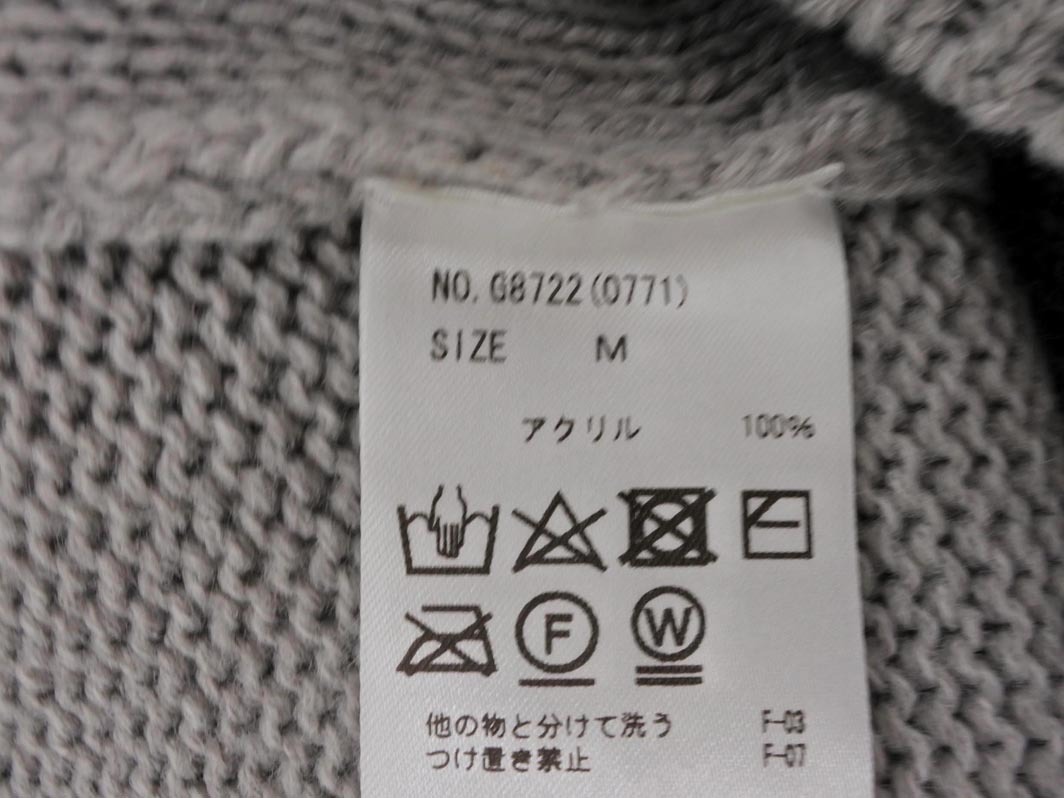 NO.G8722(0771)
SIZE M
アクリル 100%
F W
他の物と分けて洗う F-03
つけ置き禁止 F-07